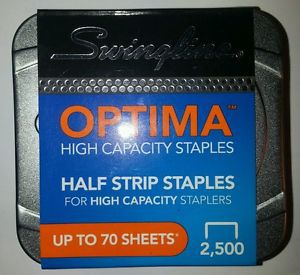 Swingline
OPTIMA™
HIGH CAPACITY STAPLES
HALF STRIP STAPLES
FOR HIGH CAPACITY STAPLERS
UP TO 70 SHEETS*
2,500